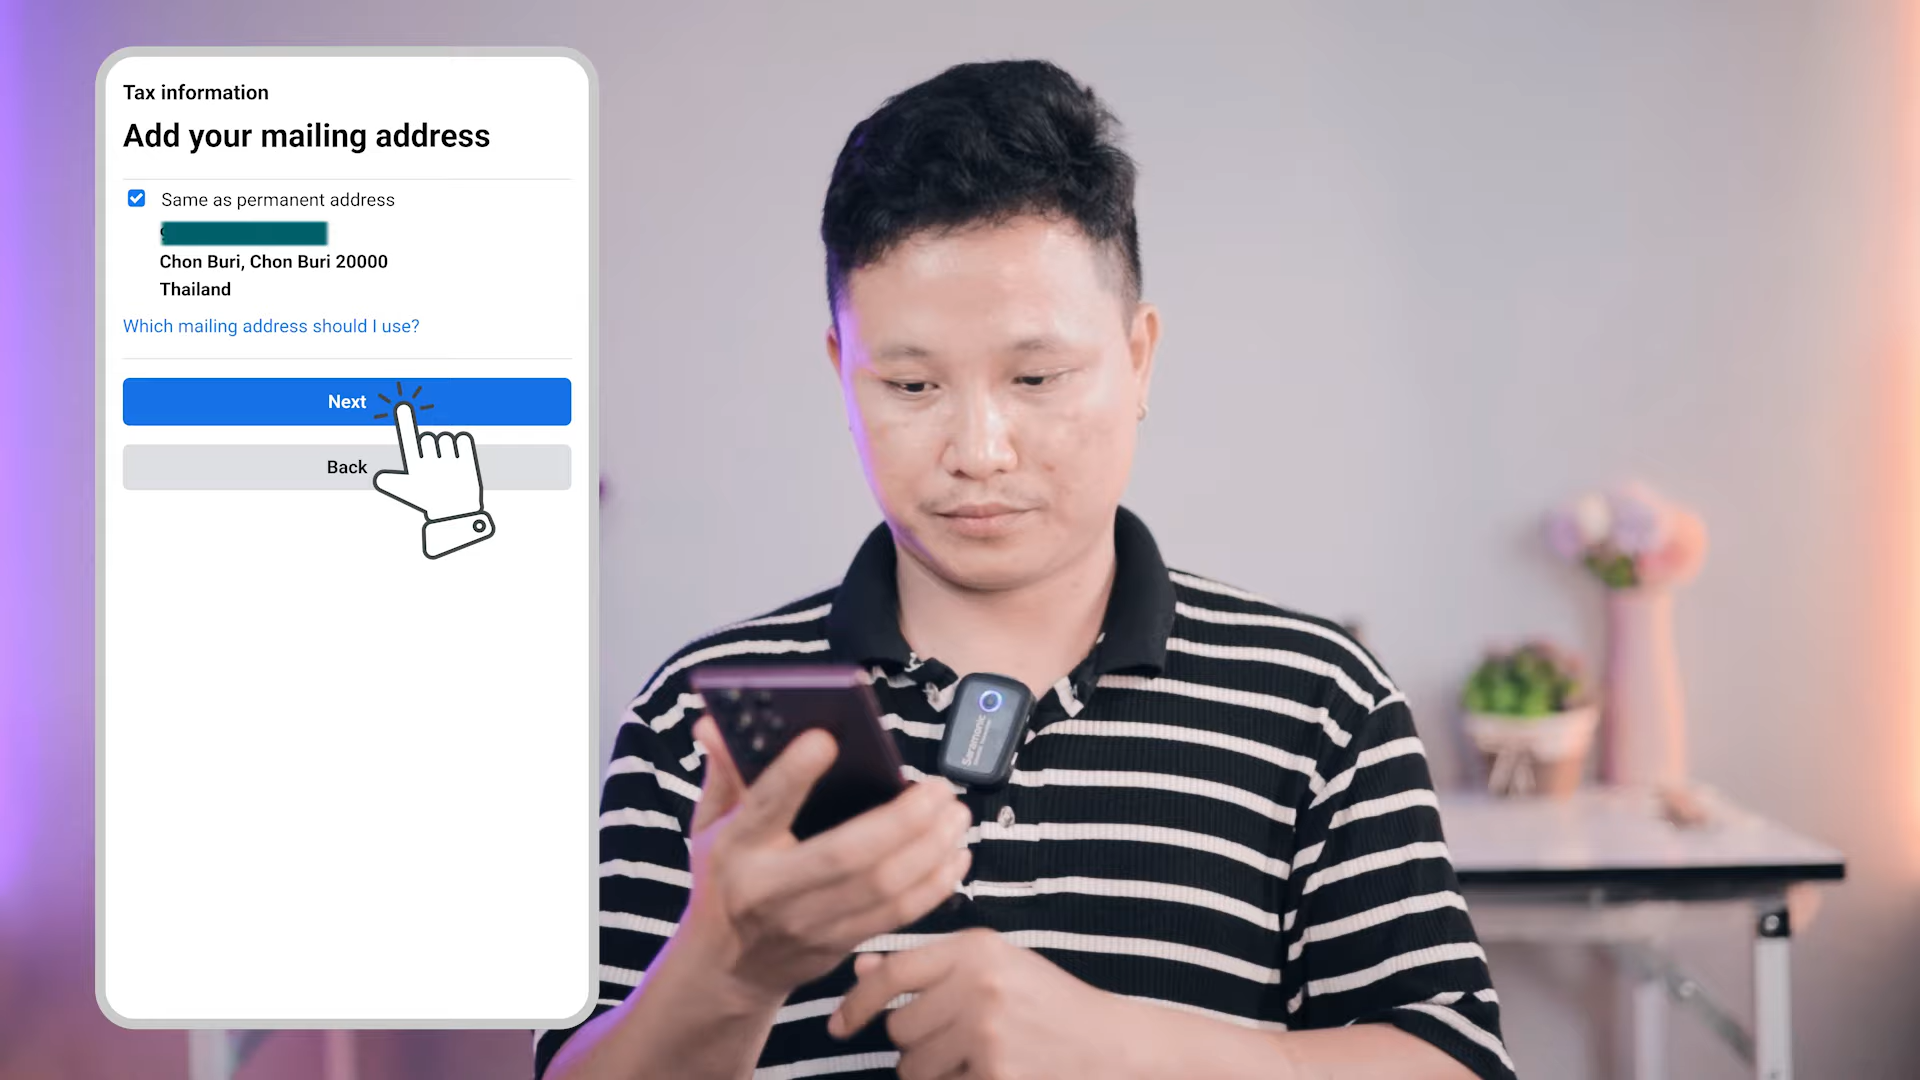 Tax information
Add your mailing address
Same as permanent address
Chon Buri, Chon Buri 20000
Thailand
Which mailing address should I use?
Next
Back
Saramonic